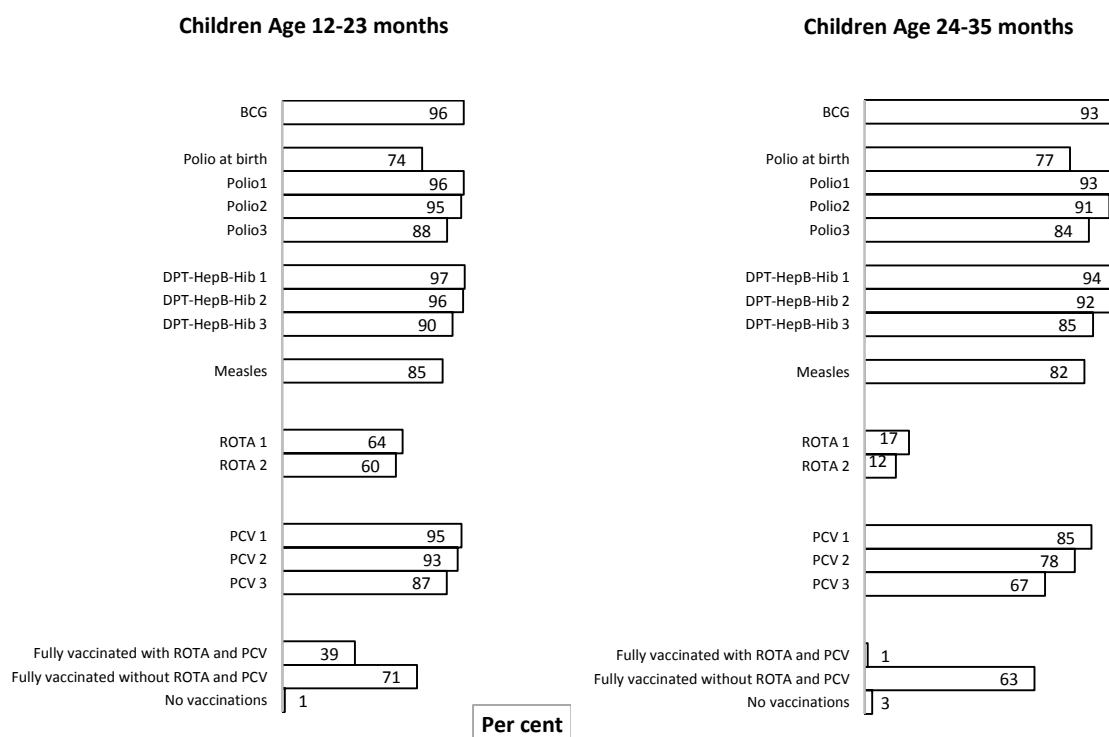 Children Age 12-23 months
BCG 96
Polio at birth 74
Polio1 96
Polio2 95
Polio3 88
DPT-HepB-Hib 1 97
DPT-HepB-Hib 2 96
DPT-HepB-Hib 3 90
Measles 85
ROTA 1 64
ROTA 2 60
PCV 1 95
PCV 2 93
PCV 3 87
Fully vaccinated with ROTA and PCV 39
Fully vaccinated without ROTA and PCV 71
No vaccinations 1
Children Age 24-35 months
BCG 93
Polio at birth 77
Polio1 93
Polio2 91
Polio3 84
DPT-HepB-Hib 1 94
DPT-HepB-Hib 2 92
DPT-HepB-Hib 3 85
Measles 82
ROTA 1 17
ROTA 2 12
PCV 1 85
PCV 2 78
PCV 3 67
Fully vaccinated with ROTA and PCV 1
Fully vaccinated without ROTA and PCV 63
No vaccinations 3
Per cent